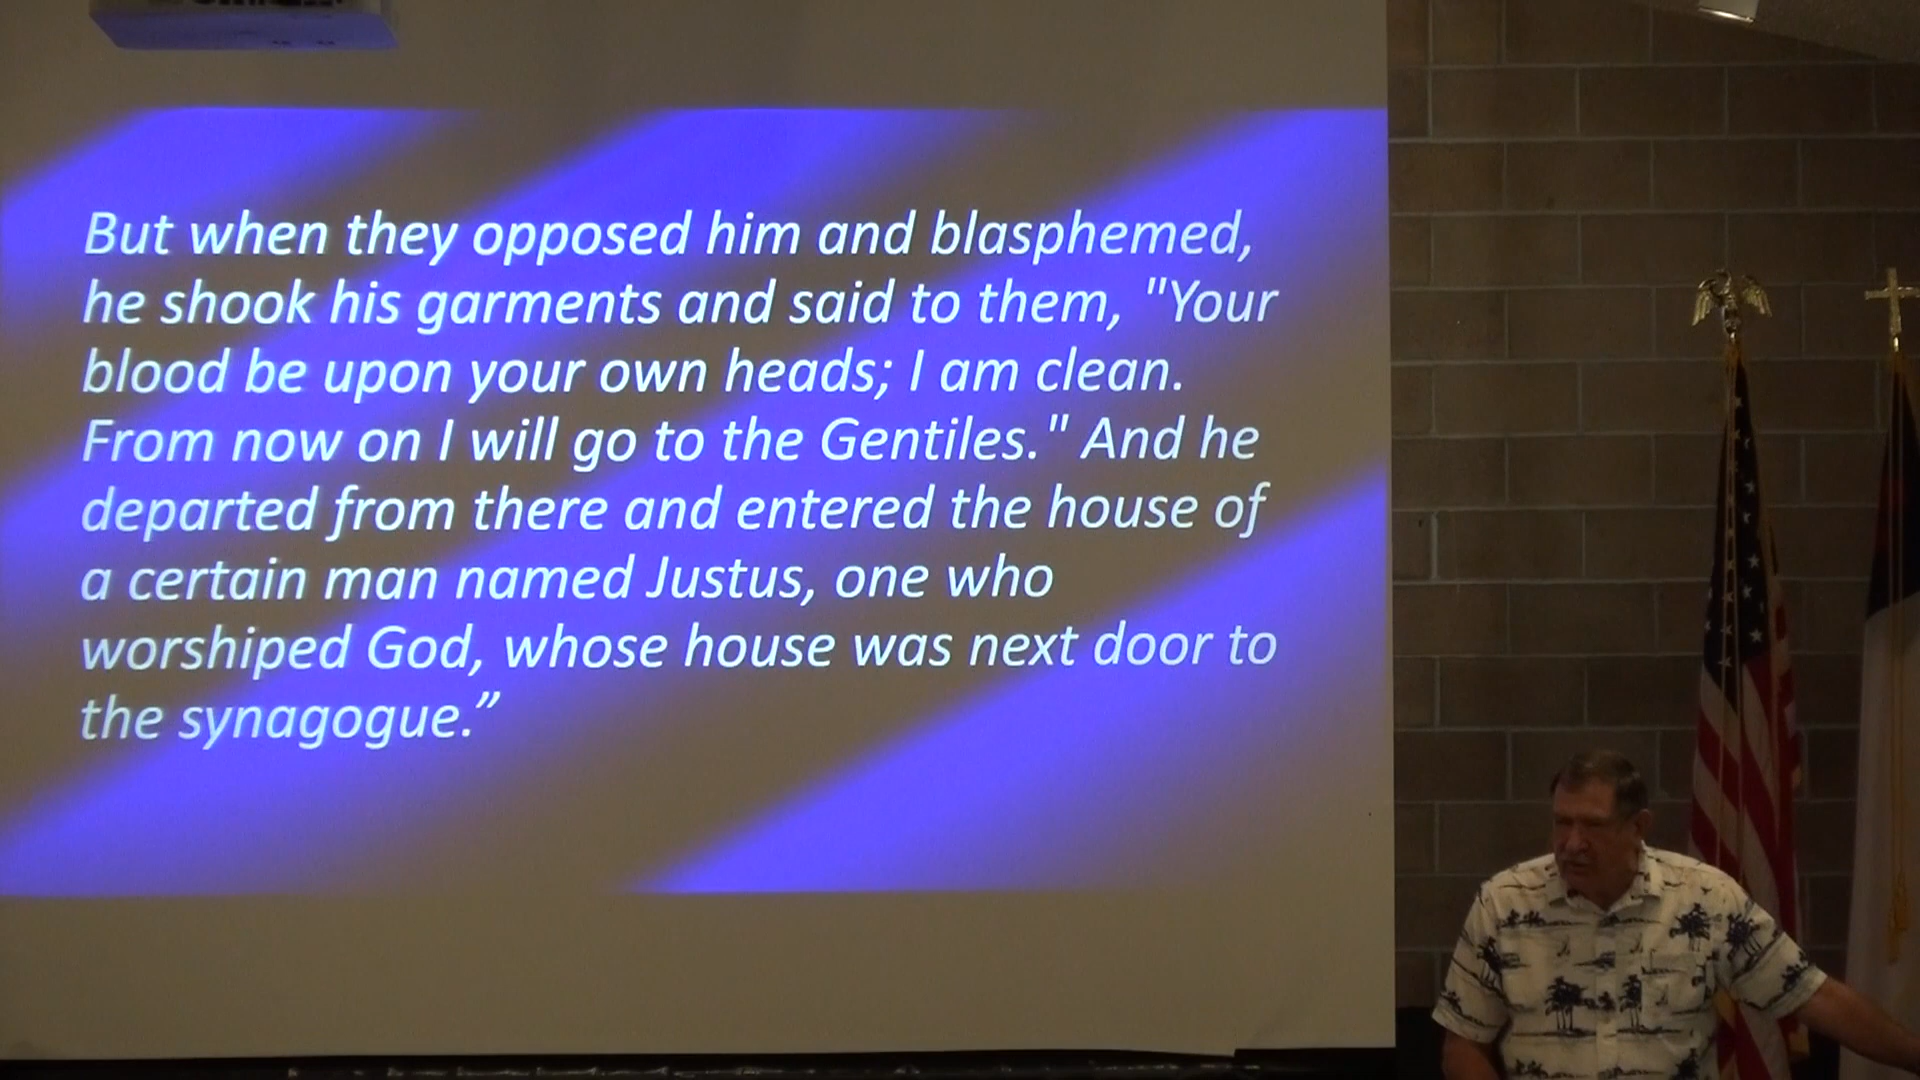 But when they opposed him and blasphemed,
he shook his garments and said to them, "Your
blood be upon your own heads; I am clean.
From now on I will go to the Gentiles." And he
departed from there and entered the house of
a certain man named Justus, one who
worshiped God, whose house was next door to
the synagogue.”